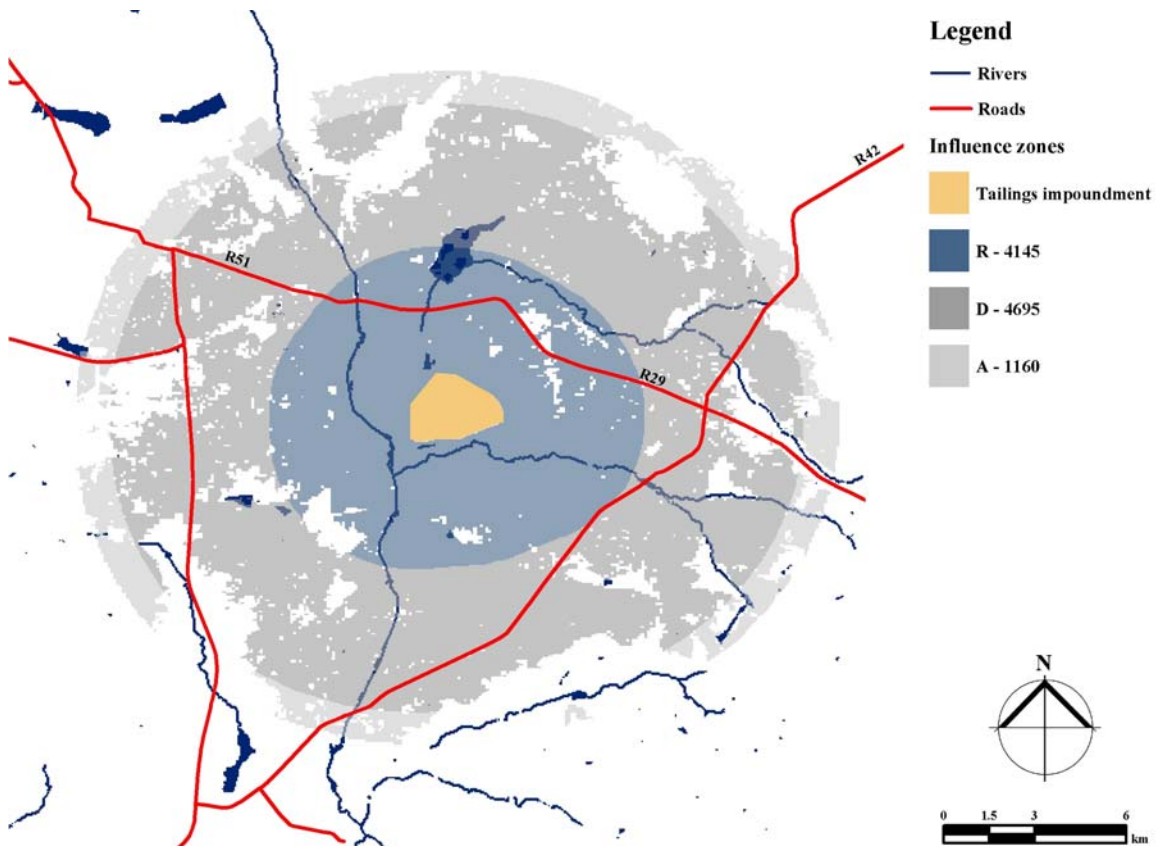 Legend
Rivers
Roads
Influence zones
Tailings impoundment
R - 4145
D - 4695
A - 1160
R42
R51
R29
N
0 1.5 3 6
km